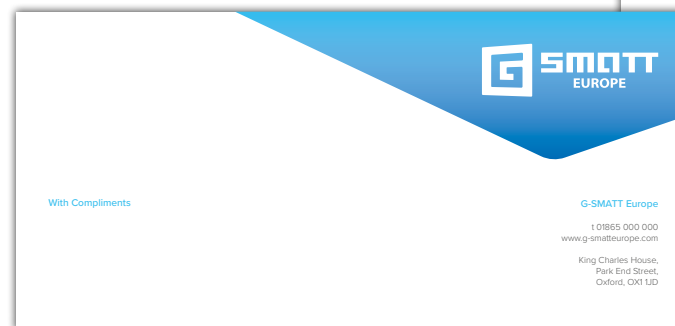 G SMATT
EUROPE
With Compliments
G-SMATT Europe
t 01865 000 000
www.g-smatteurope.com
King Charles House,
Park End Street,
Oxford, OX1 1JD